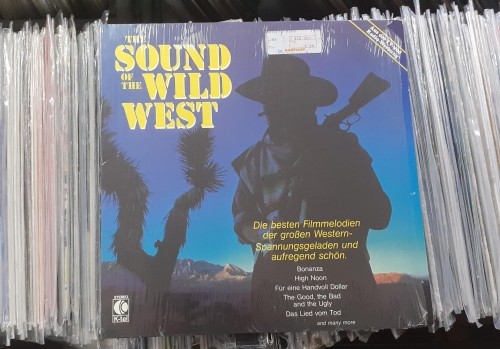 THE
SOUND
OF THE WILD
WEST
Die besten Filmmelodien
der großen Western-
Spannungsgeladen und
aufregend schön.
Bonanza
High Noon
Für eine Handvoll Dollar
The Good, the Bad
and the Ugly
Das Lied vom Tod
and many more
STEREO
K-tel